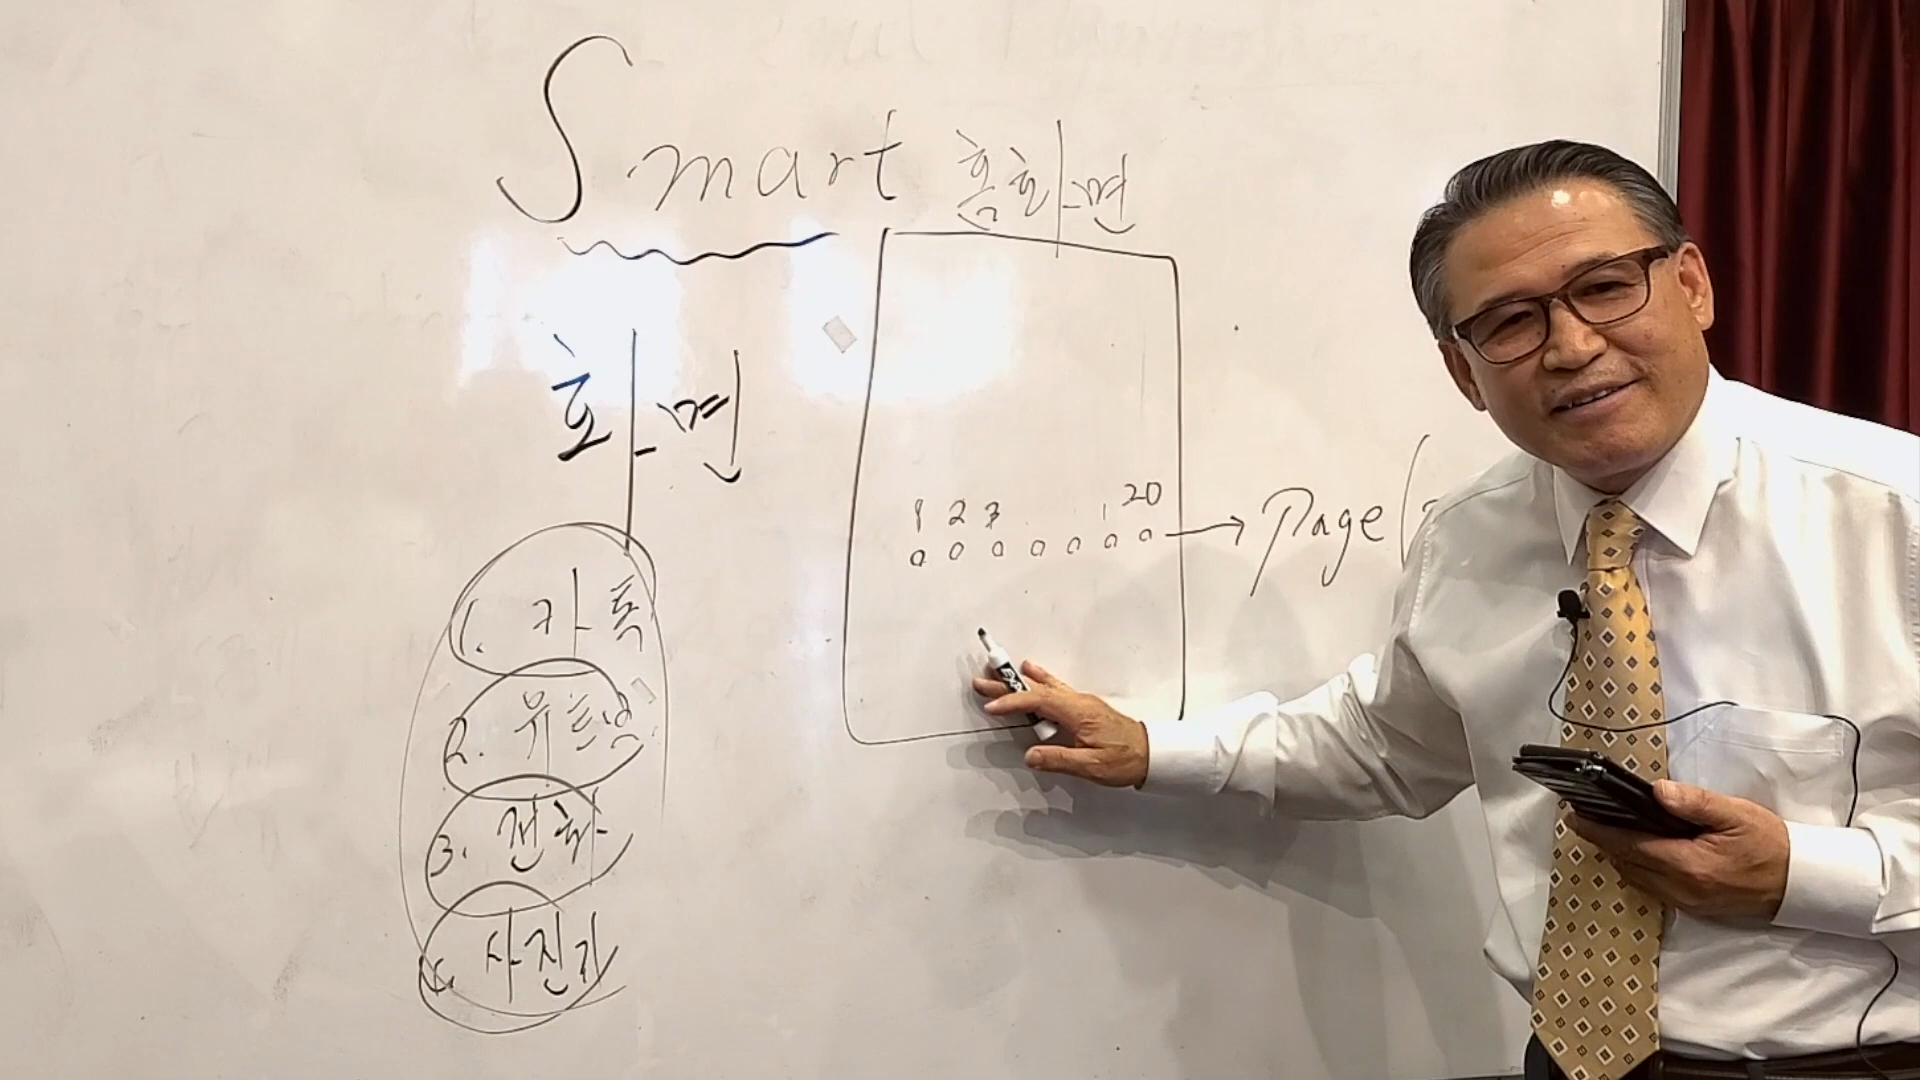 Smart 홈화면
화면
1 2 3 20
Page (
1. 카톡
2. 유튜브
3. 전화
4. 사진기